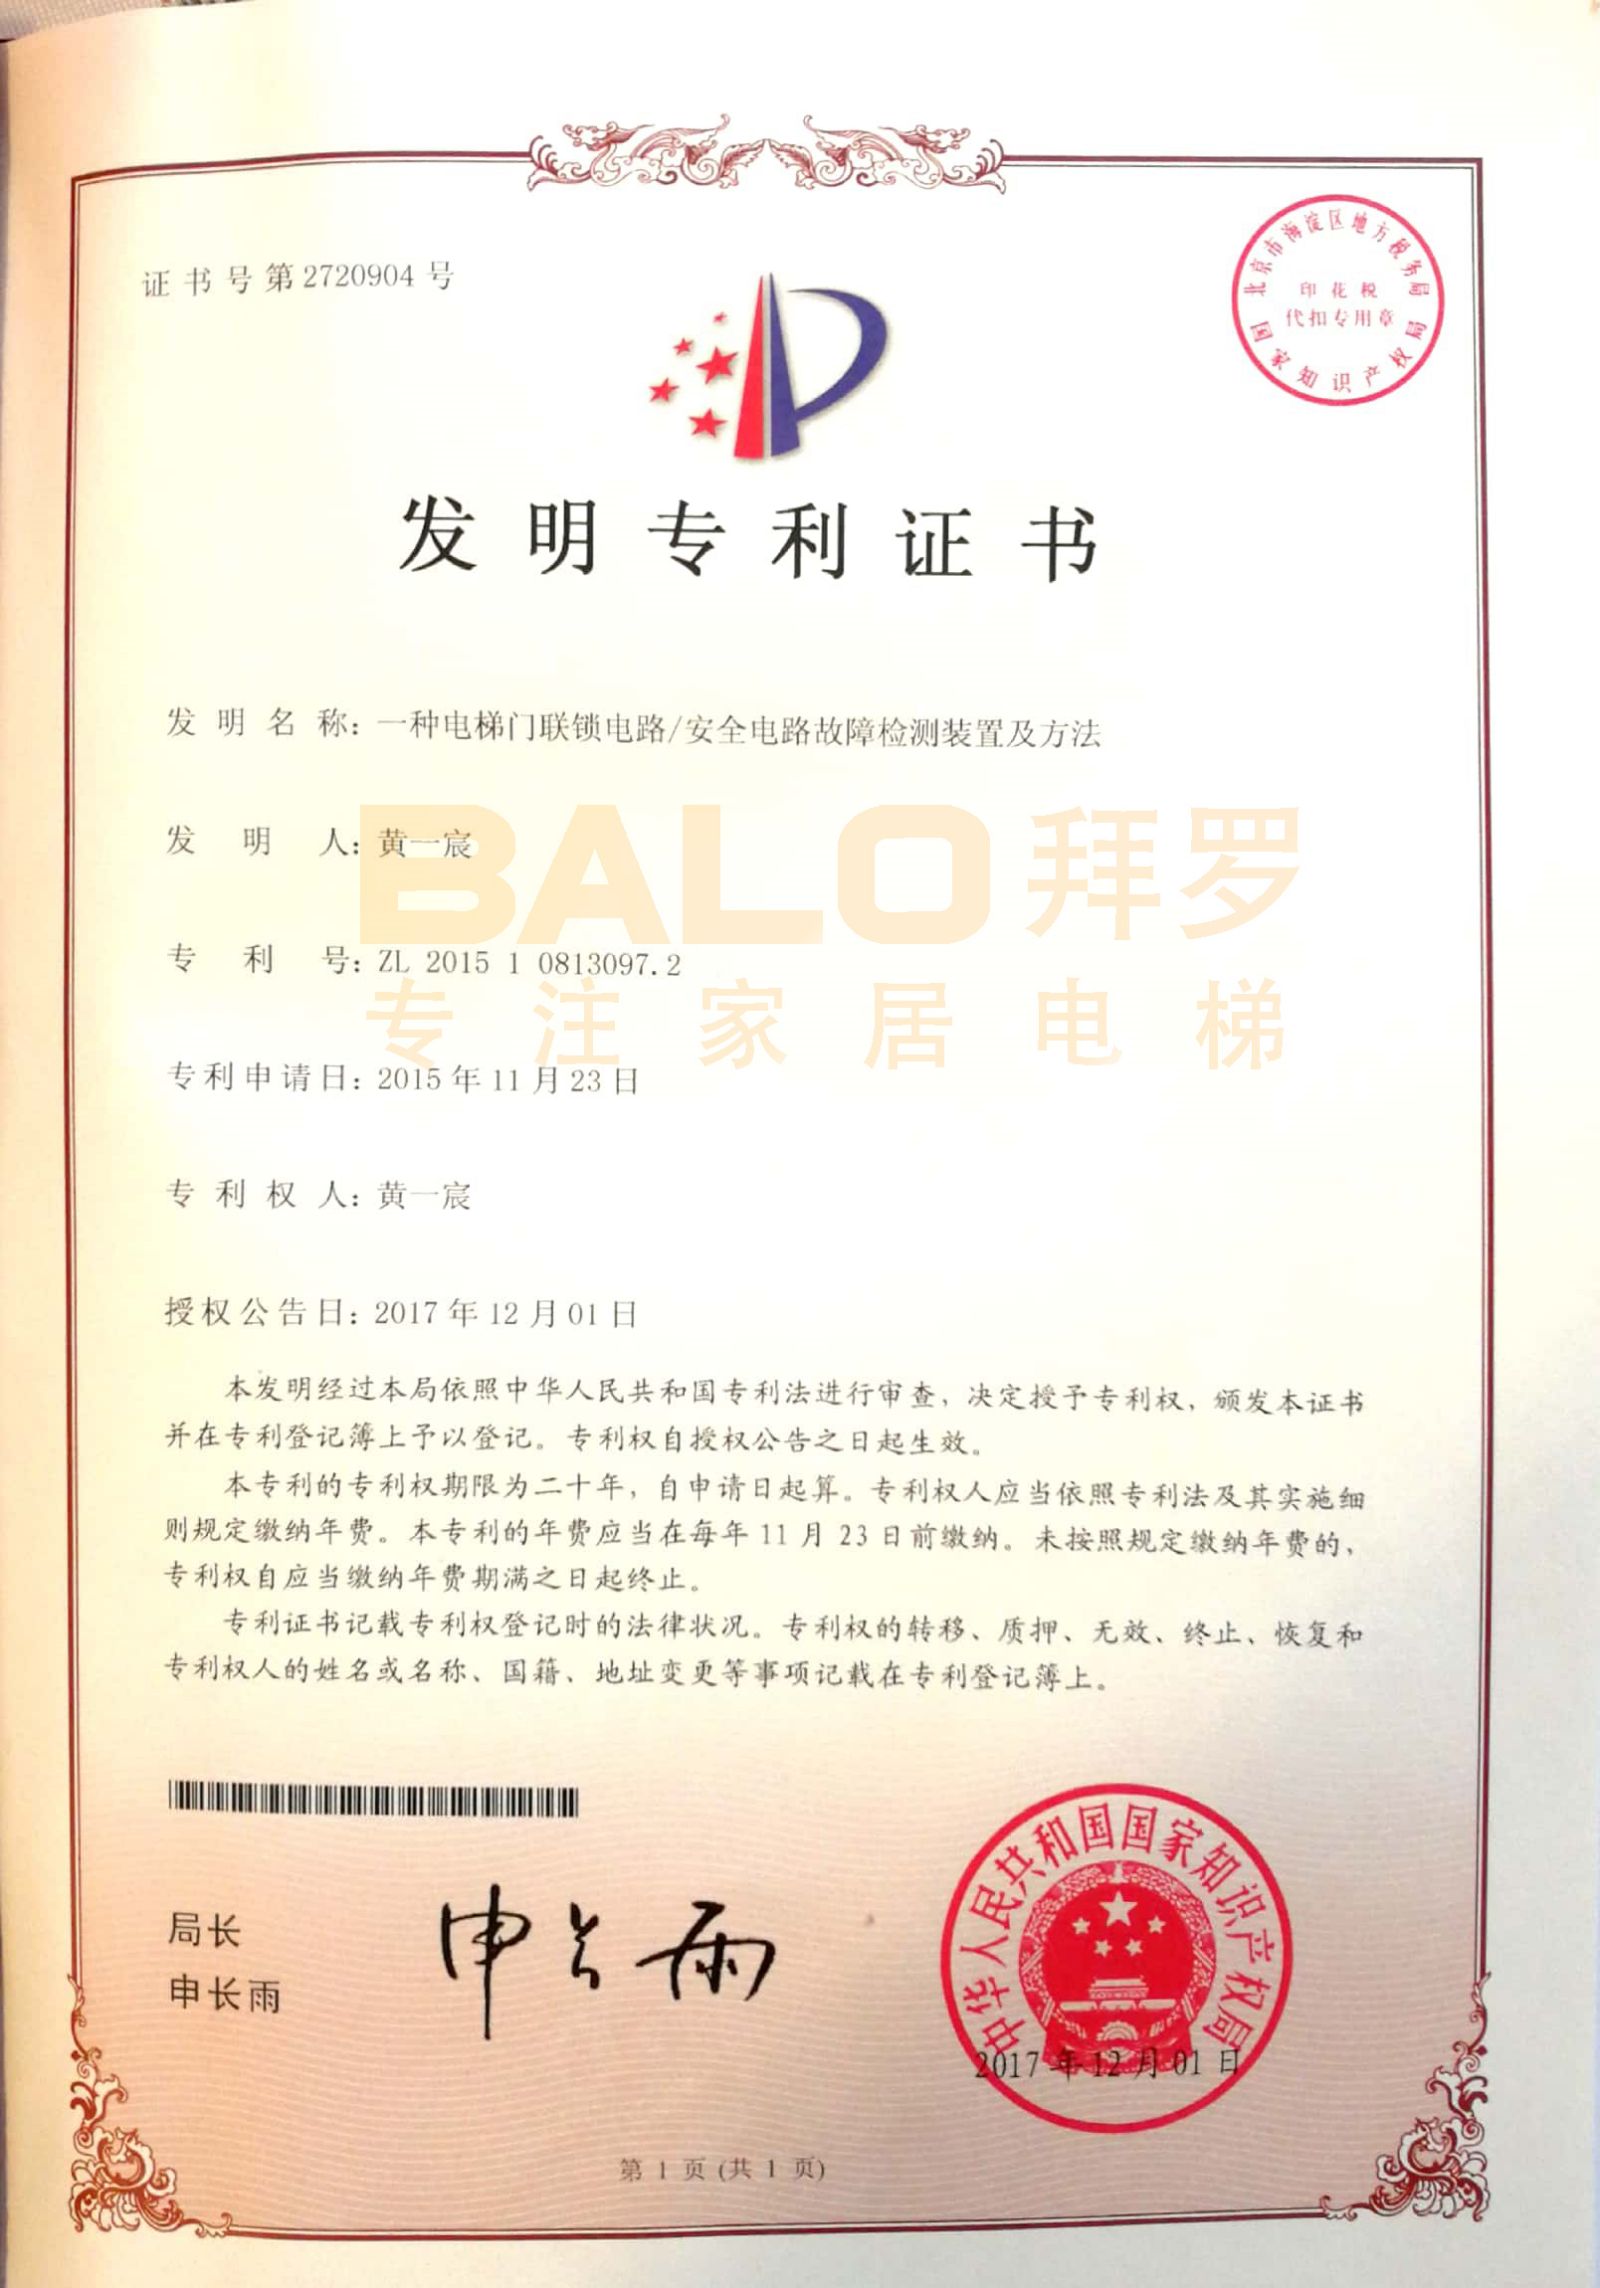 证书号第2720904号
北京市海淀区地方税务局
印花税
代扣专用章
国家知识产权局
发明专利证书
发明名称：一种电梯门联锁电路/安全电路故障检测装置及方法
BALO拜罗
发明人：黄一宸
专利号：ZL 2015 1 0813097.2
专注家居电梯
专利申请日：2015年11月23日
专利权人：黄一宸
授权公告日：2017年12月01日
本发明经过本局依照中华人民共和国专利法进行审查，决定授予专利权，颁发本证书
并在专利登记簿上予以登记。专利权自授权公告之日起生效。
本专利的专利权期限为二十年，自申请日起算。专利权人应当依照专利法及其实施细
则规定缴纳年费。本专利的年费应当在每年11月23日前缴纳。未按照规定缴纳年费的，
专利权自应当缴纳年费期满之日起终止。
专利证书记载专利权登记时的法律状况。专利权的转移、质押、无效、终止、恢复和
专利权人的姓名或名称、国籍、地址变更等事项记载在专利登记簿上。
局长
申长雨
申长雨
中华人民共和国国家知识产权局
2017年12月01日
第1页(共1页)